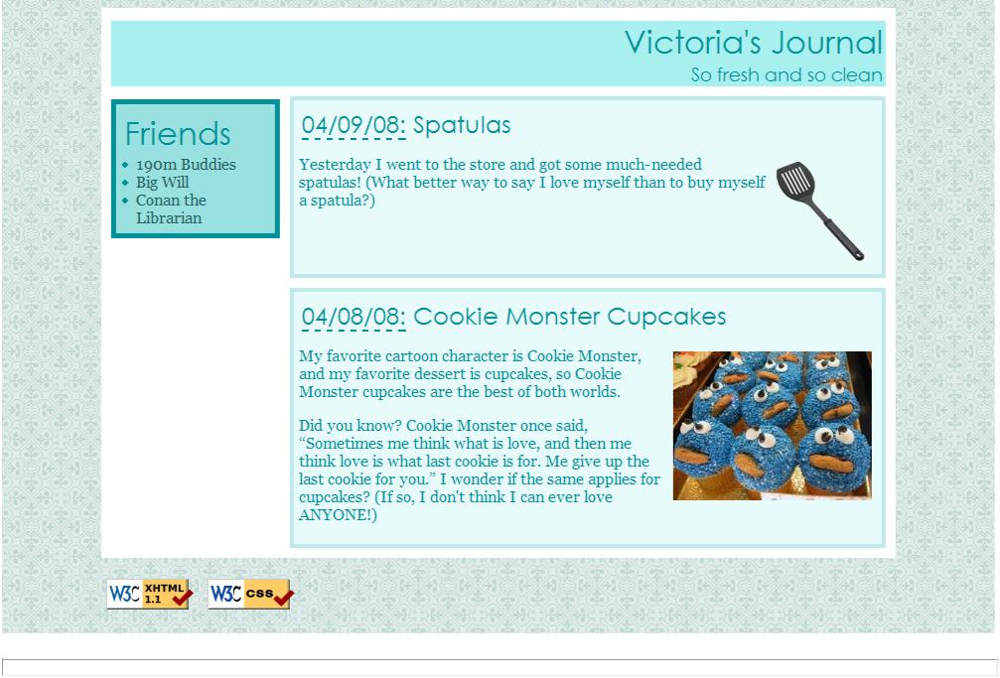 Victoria's Journal
So fresh and so clean
Friends
190m Buddies
Big Will
Conan the
Librarian
04/09/08: Spatulas
Yesterday I went to the store and got some much-needed
spatulas! (What better way to say I love myself than to buy myself
a spatula?)
04/08/08: Cookie Monster Cupcakes
My favorite cartoon character is Cookie Monster,
and my favorite dessert is cupcakes, so Cookie
Monster cupcakes are the best of both worlds.
Did you know? Cookie Monster once said,
“Sometimes me think what is love, and then me
think love is what last cookie is for. Me give up the
last cookie for you.” I wonder if the same applies for
cupcakes? (If so, I don't think I can ever love
ANYONE!)
W3C XHTML 1.1
W3C css